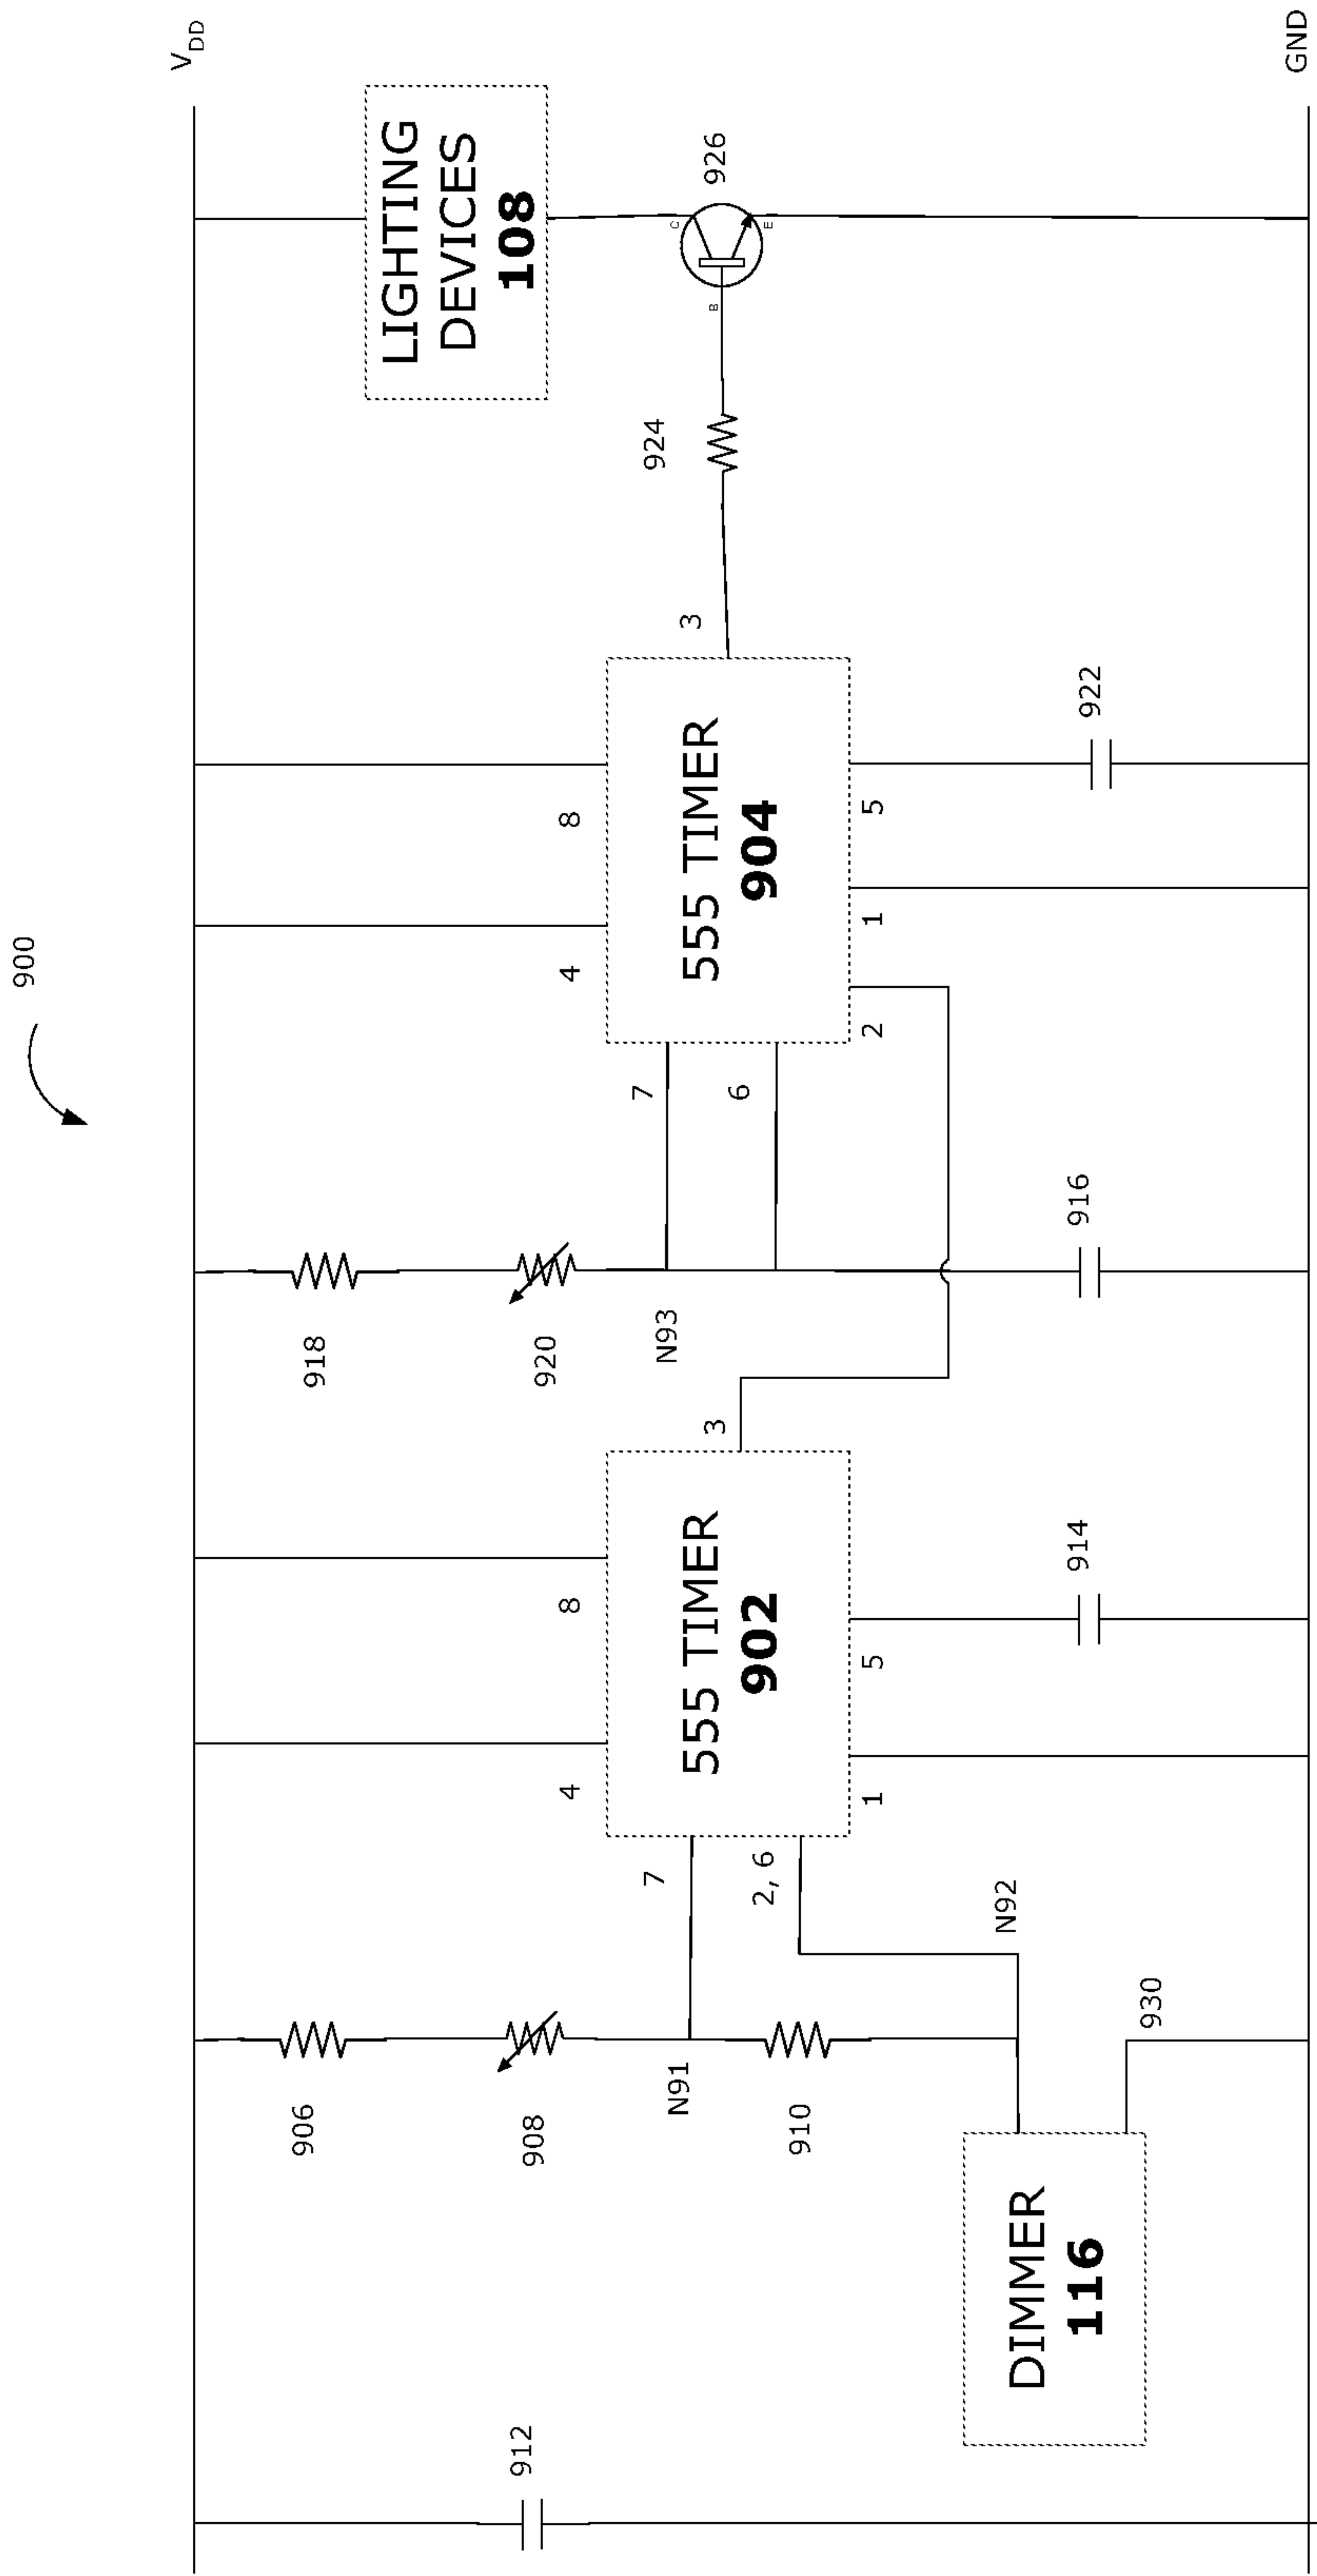 900
V_DD
912
906
908
N91
910
DIMMER
116
930
N92
4
8
7
2, 6
555 TIMER
902
3
1
5
914
918
920
N93
916
4
8
7
6
555 TIMER
904
3
2
1
5
922
924
B
C
E
926
LIGHTING
DEVICES
108
GND